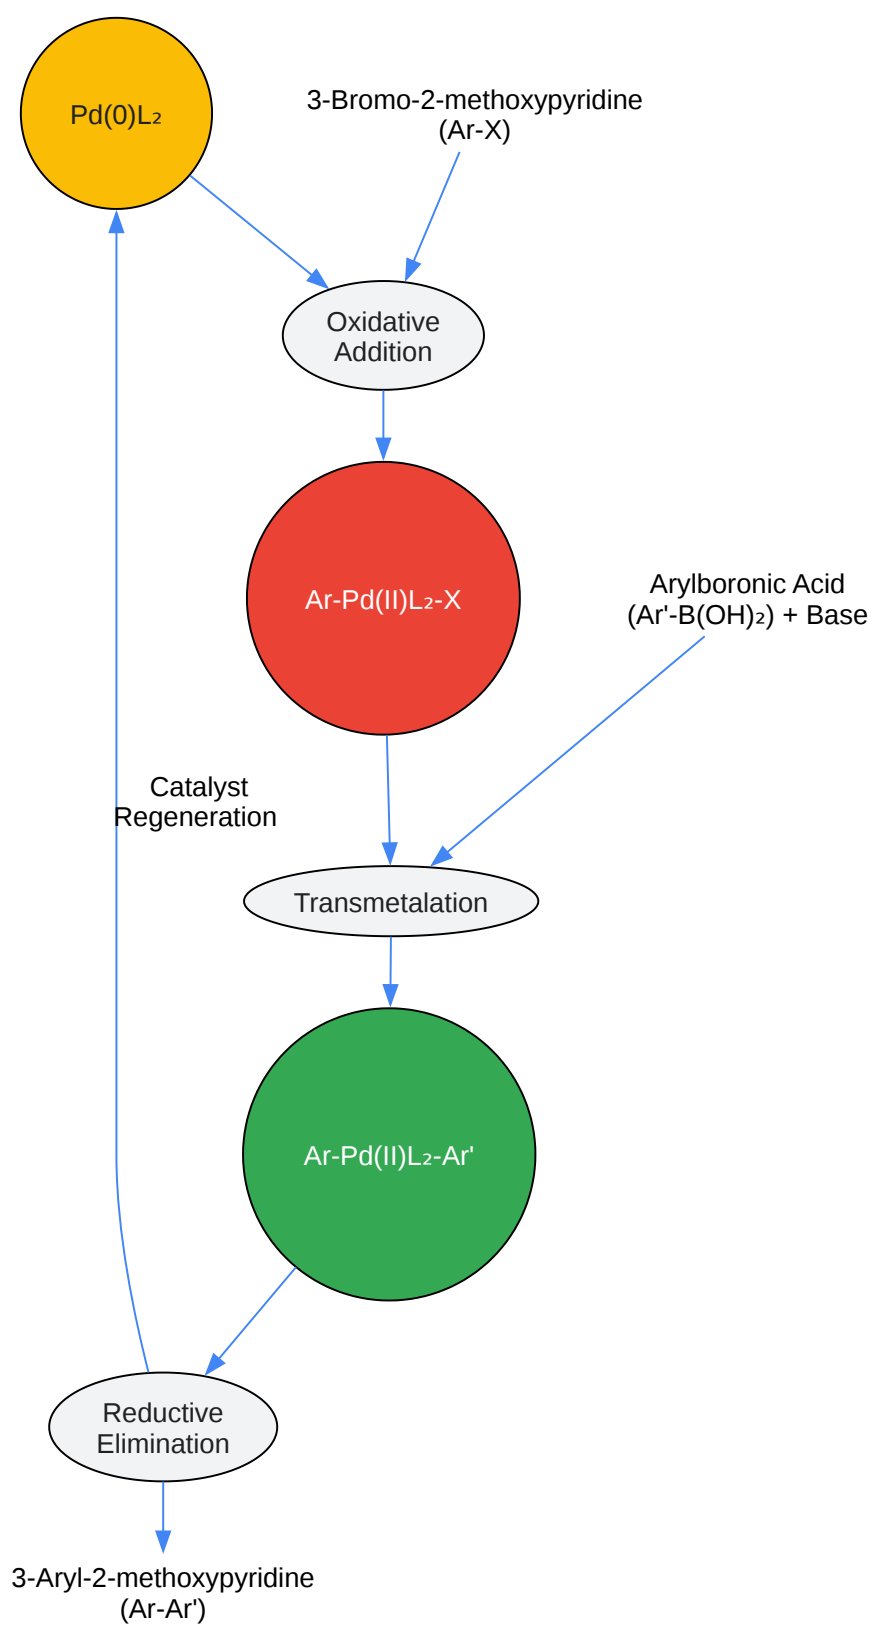 Pd(0)L₂
3-Bromo-2-methoxypyridine
(Ar-X)
Oxidative
Addition
Ar-Pd(II)L₂-X
Arylboronic Acid
(Ar'-B(OH)₂) + Base
Catalyst
Regeneration
Transmetalation
Ar-Pd(II)L₂-Ar'
Reductive
Elimination
3-Aryl-2-methoxypyridine
(Ar-Ar')